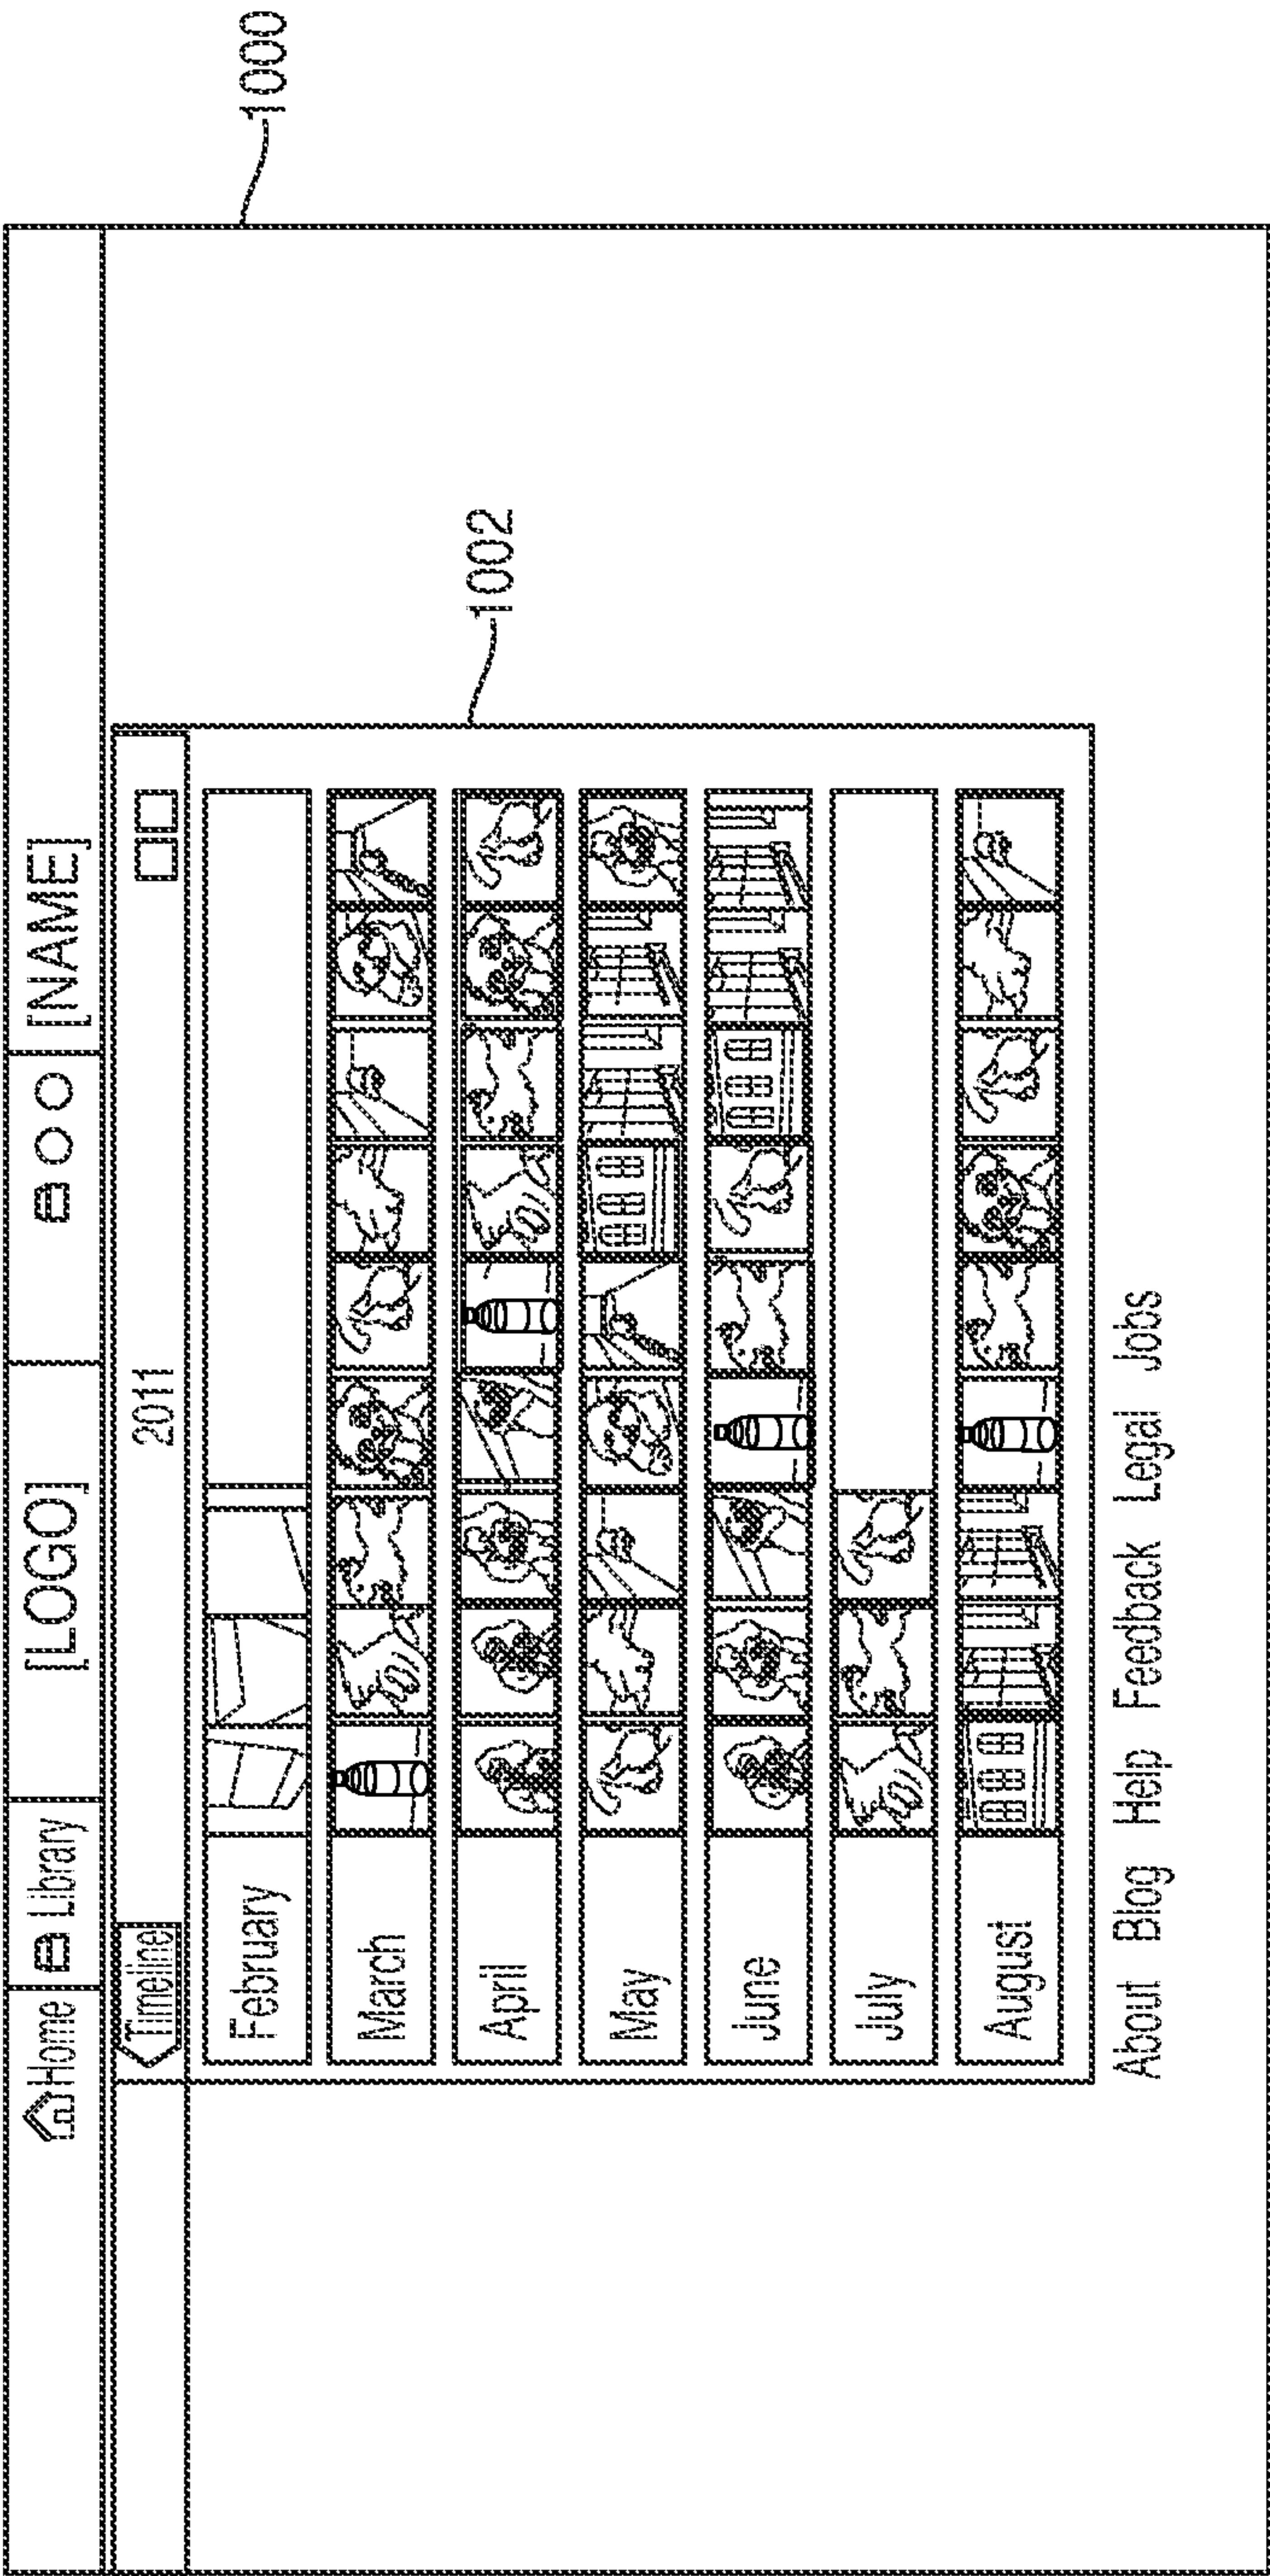 Home Library [LOGO] [NAME]
1000
Timeline 2011
1002
February
March
April
May
June
July
August
About Blog Help Feedback Legal Jobs